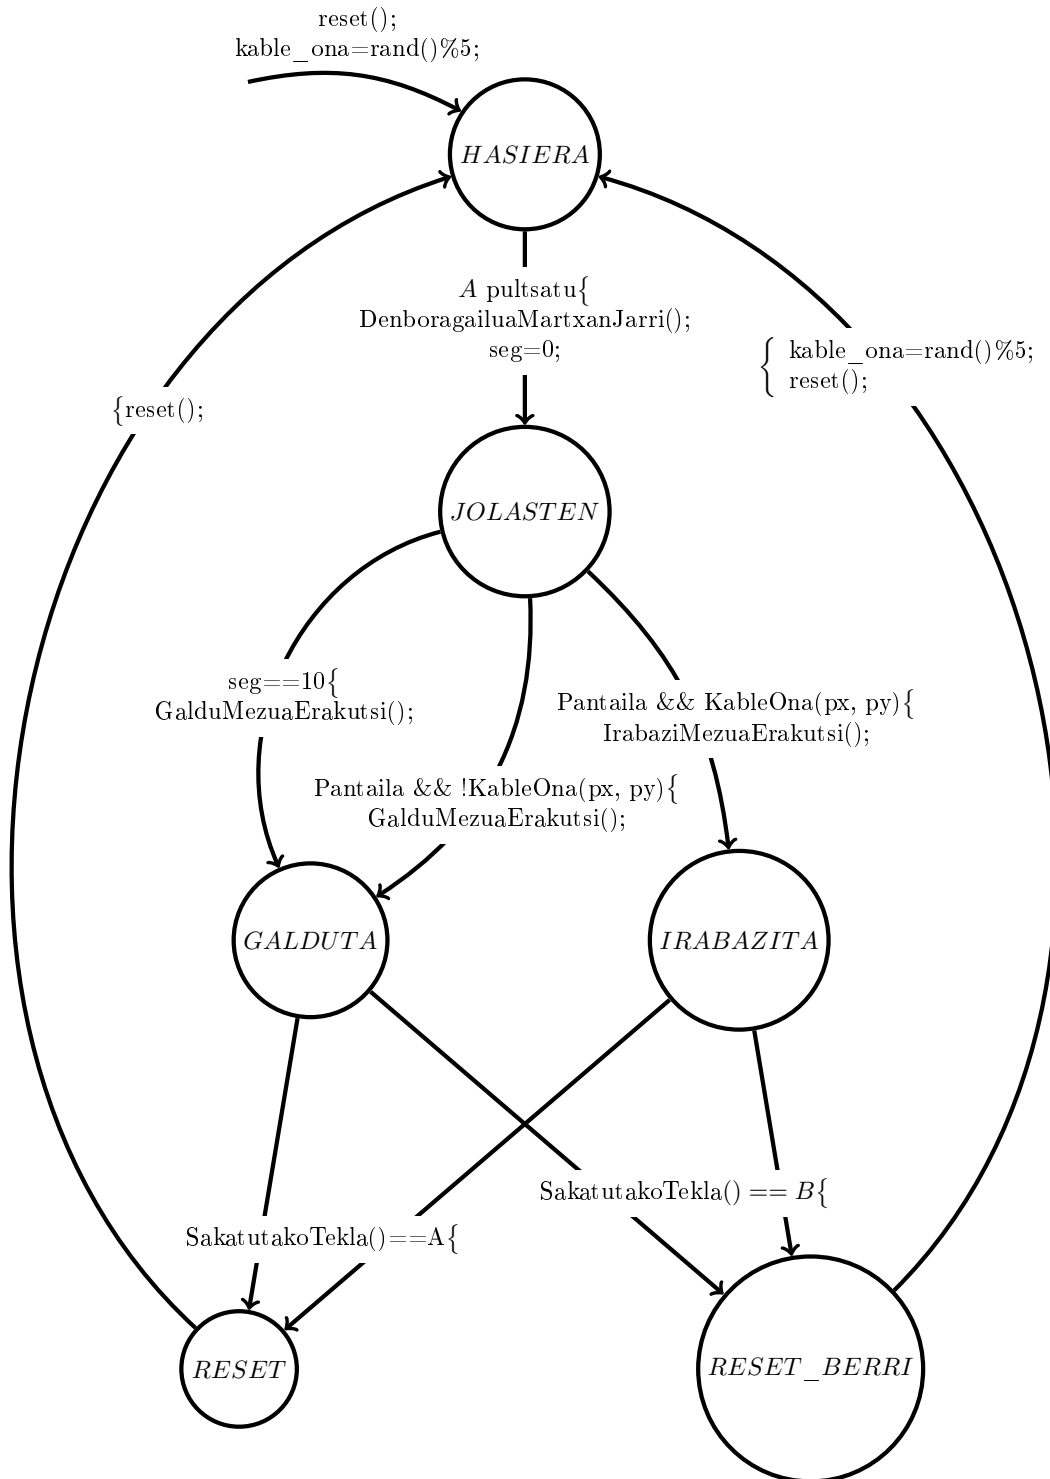 reset();
kable_ona=rand()%5;
HASIERA
A pultsatu{
DenboragailuaMartxanJarri();
seg=0;
{ kable_ona=rand()%5;
reset();
{reset();
JOLASTEN
seg==10{
GalduMezuaErakutsi();
Pantaila && KableOna(px, py){
IrabaziMezuaErakutsi();
Pantaila && !KableOna(px, py){
GalduMezuaErakutsi();
GALDUTA
IRABAZITA
SakatutakoTekla() == B{
SakatutakoTekla()==A{
RESET
RESET_BERRI